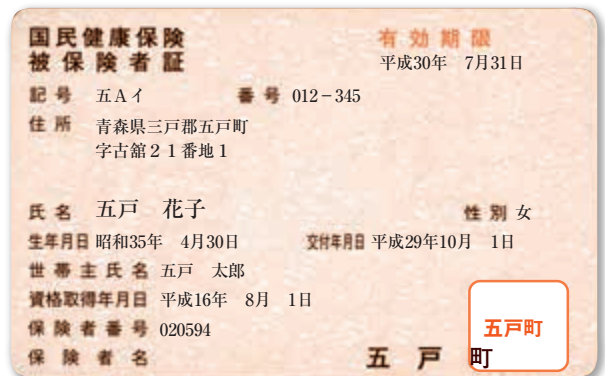 国民健康保険 有効期限
被保険者証 平成30年 7月31日
記号 五Aイ 番号 012-345
住所 青森県三戸郡五戸町
字古舘21番地1
氏名 五戸 花子 性別 女
生年月日 昭和35年 4月30日 交付年月日 平成29年10月 1日
世帯主氏名 五戸 太郎
資格取得年月日 平成16年 8月 1日
保険者番号 020594
五戸町
保険者名 五戸町